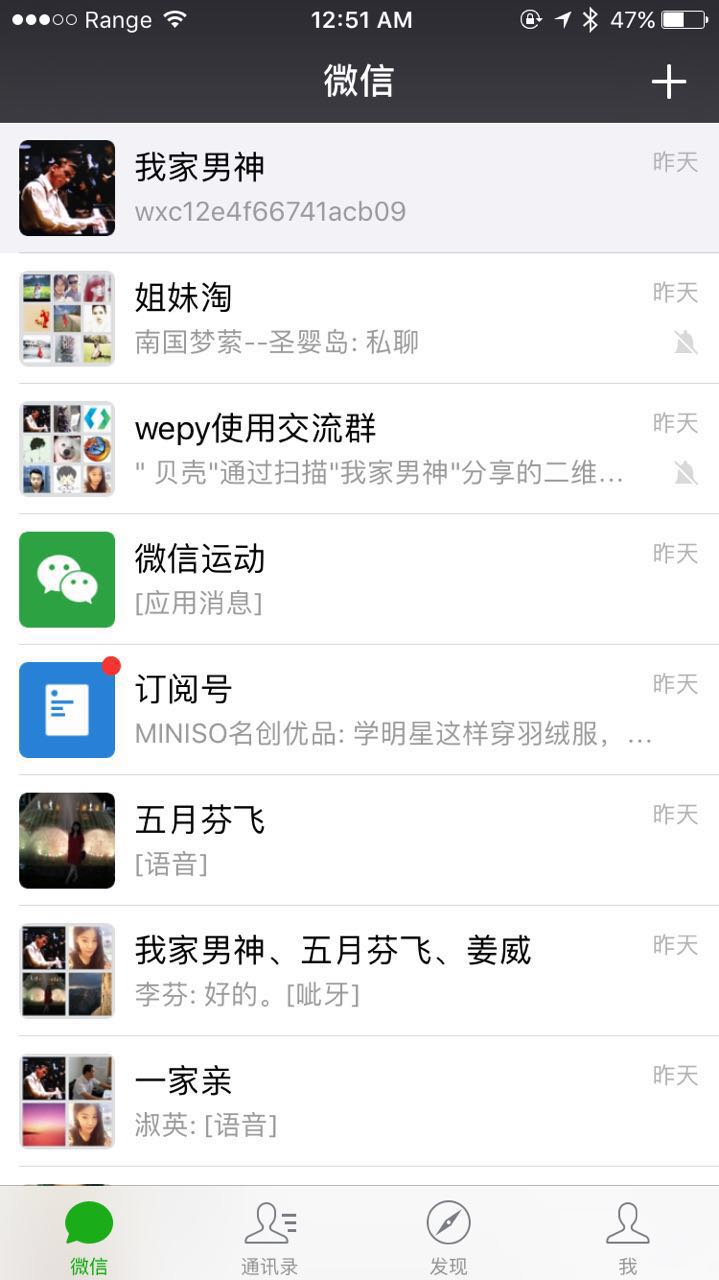 Range 12:51 AM 47%
微信
我家男神 昨天
wxc12e4f66741acb09
姐妹淘 昨天
南国梦萦--圣婴岛: 私聊
wepy使用交流群 昨天
" 贝壳"通过扫描"我家男神"分享的二维...
微信运动 昨天
[应用消息]
订阅号 昨天
MINISO名创优品: 学明星这样穿羽绒服，...
五月芬飞 昨天
[语音]
我家男神、五月芬飞、姜威 昨天
李芬: 好的。[呲牙]
一家亲 昨天
淑英: [语音]
微信 通讯录 发现 我